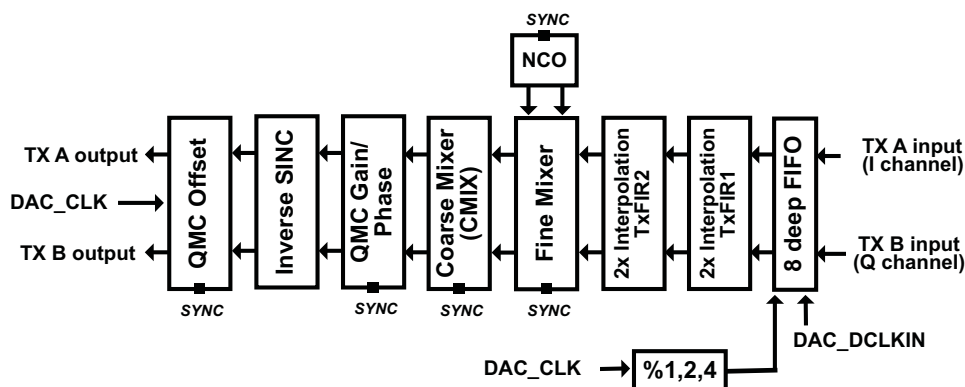 SYNC
NCO
TX A output
DAC_CLK
TX B output
QMC Offset
SYNC
Inverse SINC
QMC Gain/
Phase
SYNC
Coarse Mixer
(CMIX)
SYNC
Fine Mixer
SYNC
2x Interpolation
TxFIR2
2x Interpolation
TxFIR1
8 deep FIFO
TX A input
(I channel)
TX B input
(Q channel)
DAC_DCLKIN
DAC_CLK
%1,2,4